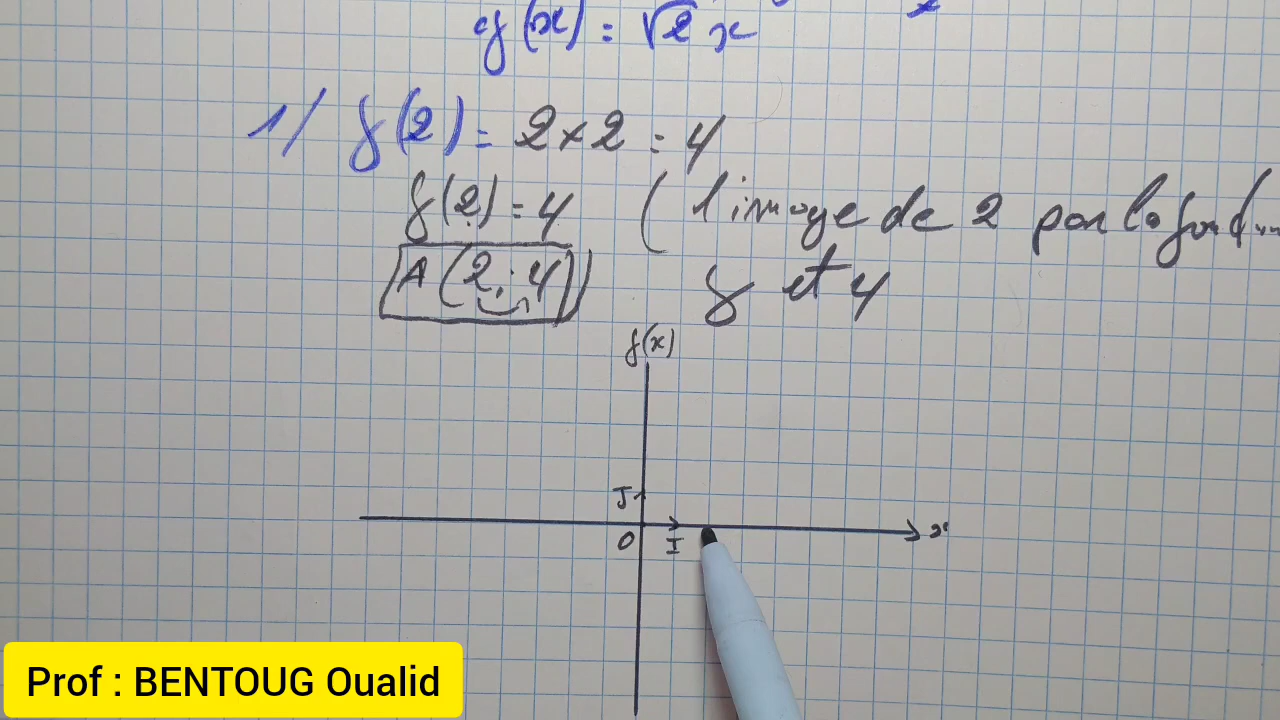 g(x) = √2 x
1/ f(2) = 2 × 2 = 4
f(2) = 4 ( l'image de 2 par la
A(2; 4)) f et 4
f(x)
J
O I x
Prof : BENTOUG Oualid